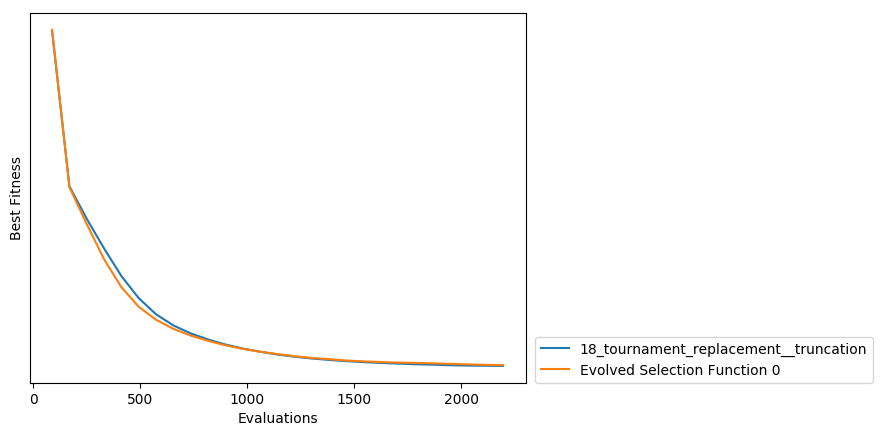 Best Fitness
0
500
1000
1500
2000
Evaluations
18_tournament_replacement__truncation
Evolved Selection Function 0